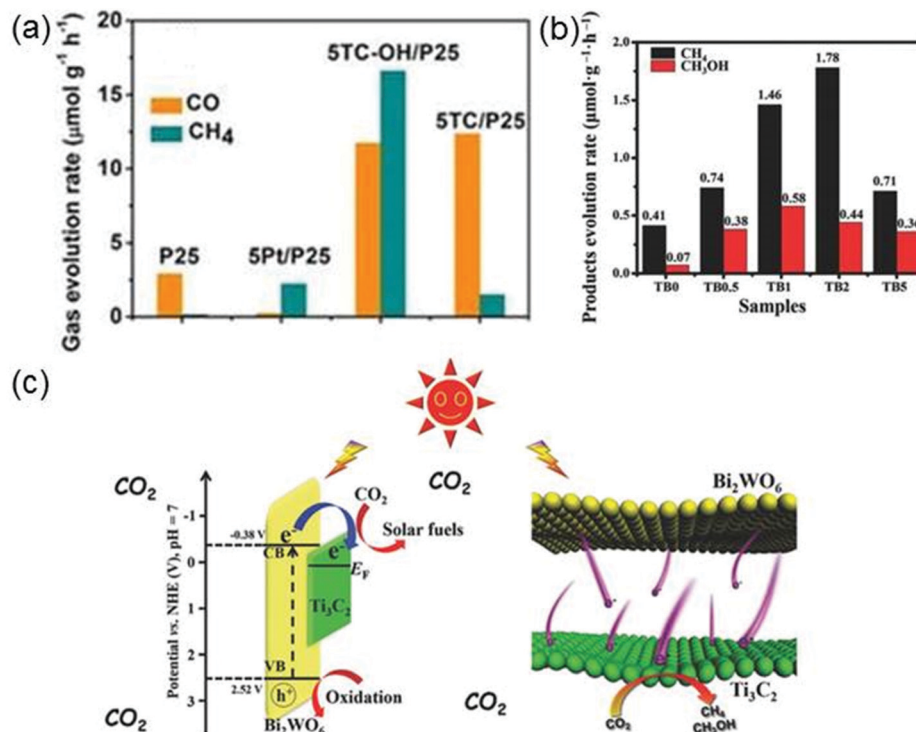 (a)
Gas evolution rate (μmol g⁻¹ h⁻¹)
20
15
10
5
0
CO
CH₄
P25
5Pt/P25
5TC-OH/P25
5TC/P25
(b)
Products evolution rate (μmol·g⁻¹·h⁻¹)
2.0
1.5
1.0
0.5
0.0
CH₄
CH₃OH
0.41
0.07
0.74
0.38
1.46
0.58
1.78
0.44
0.71
TB0
TB0.5
TB1
TB2
TB5
Samples
(c)
CO₂
CO₂
CO₂
CO₂
Potential vs. NHE (V), pH = 7
-1
0
1
2
3
-0.38 V
2.52 V
CB
VB
e⁻
e⁻
E_F
h⁺
Ti₃C₂
Bi₂WO₆
CO₂
Solar fuels
Oxidation
Bi₂WO₆
Ti₃C₂
CO₂
CH₄
CH₃OH